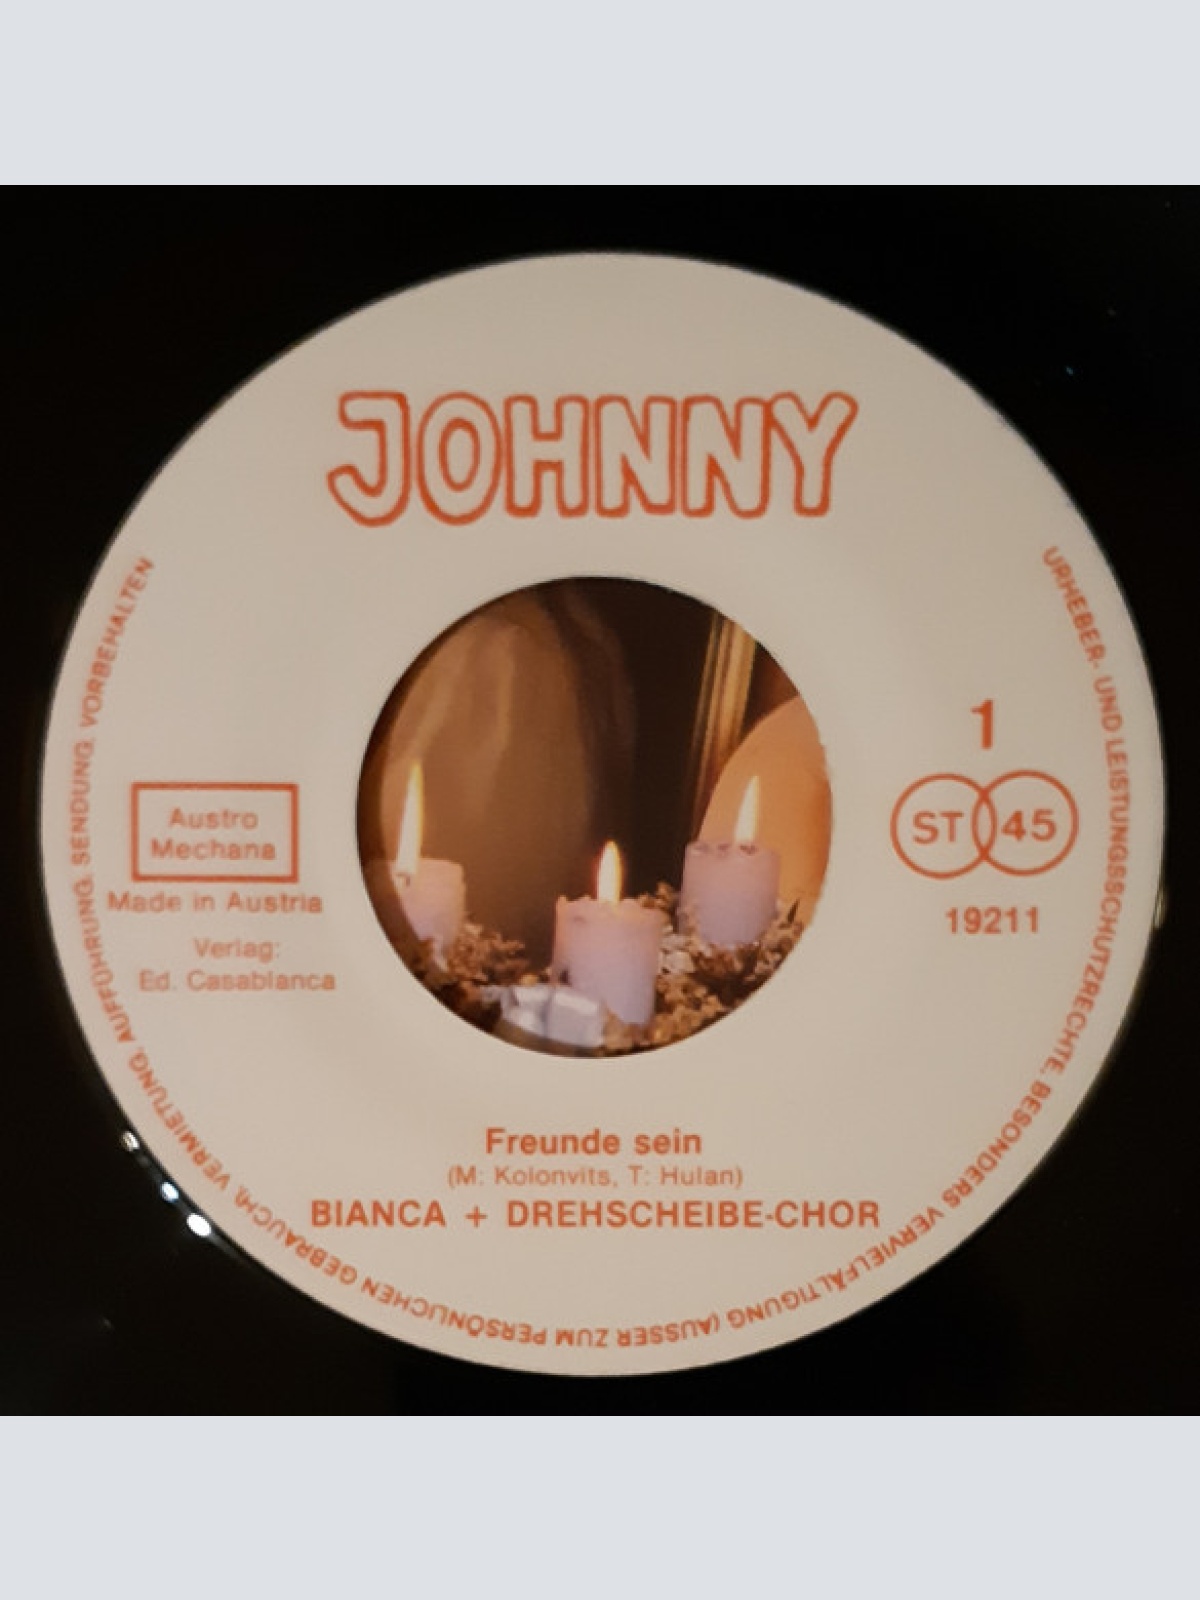 JOHNNY
1
ST 45
19211
Austro
Mechana
Made in Austria
Verlag:
Ed. Casablanca
Freunde sein
(M: Kolonvits, T: Hulan)
BIANCA + DREHSCHEIBE-CHOR
URHEBER- UND LEISTUNGSSCHUTZRECHTE, BESONDERS VERVIELFÄLTIGUNG (AUSSER ZUM PERSÖNLICHEN GEBRAUCH), VERMIETUNG, AUFFÜHRUNG, SENDUNG, VORBEHALTEN